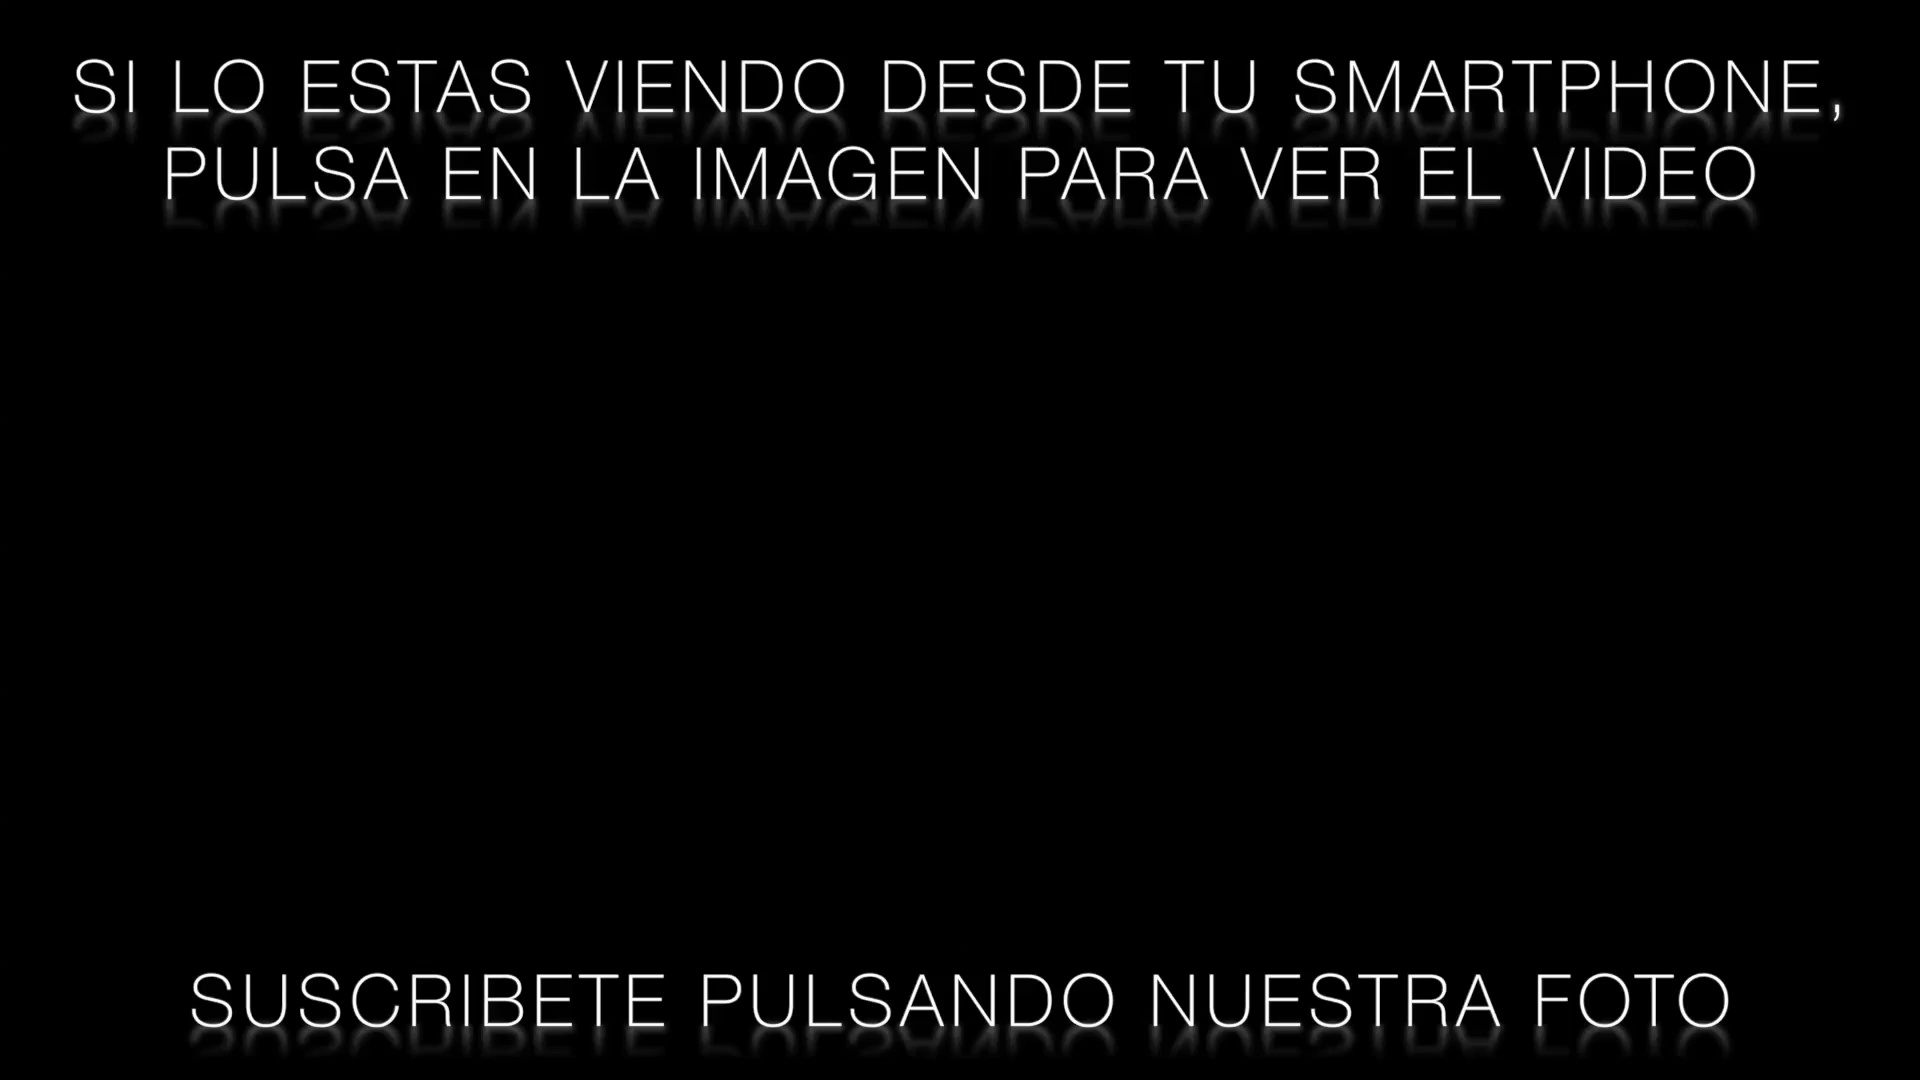 SI LO ESTAS VIENDO DESDE TU SMARTPHONE,
PULSA EN LA IMAGEN PARA VER EL VIDEO
SUSCRIBETE PULSANDO NUESTRA FOTO